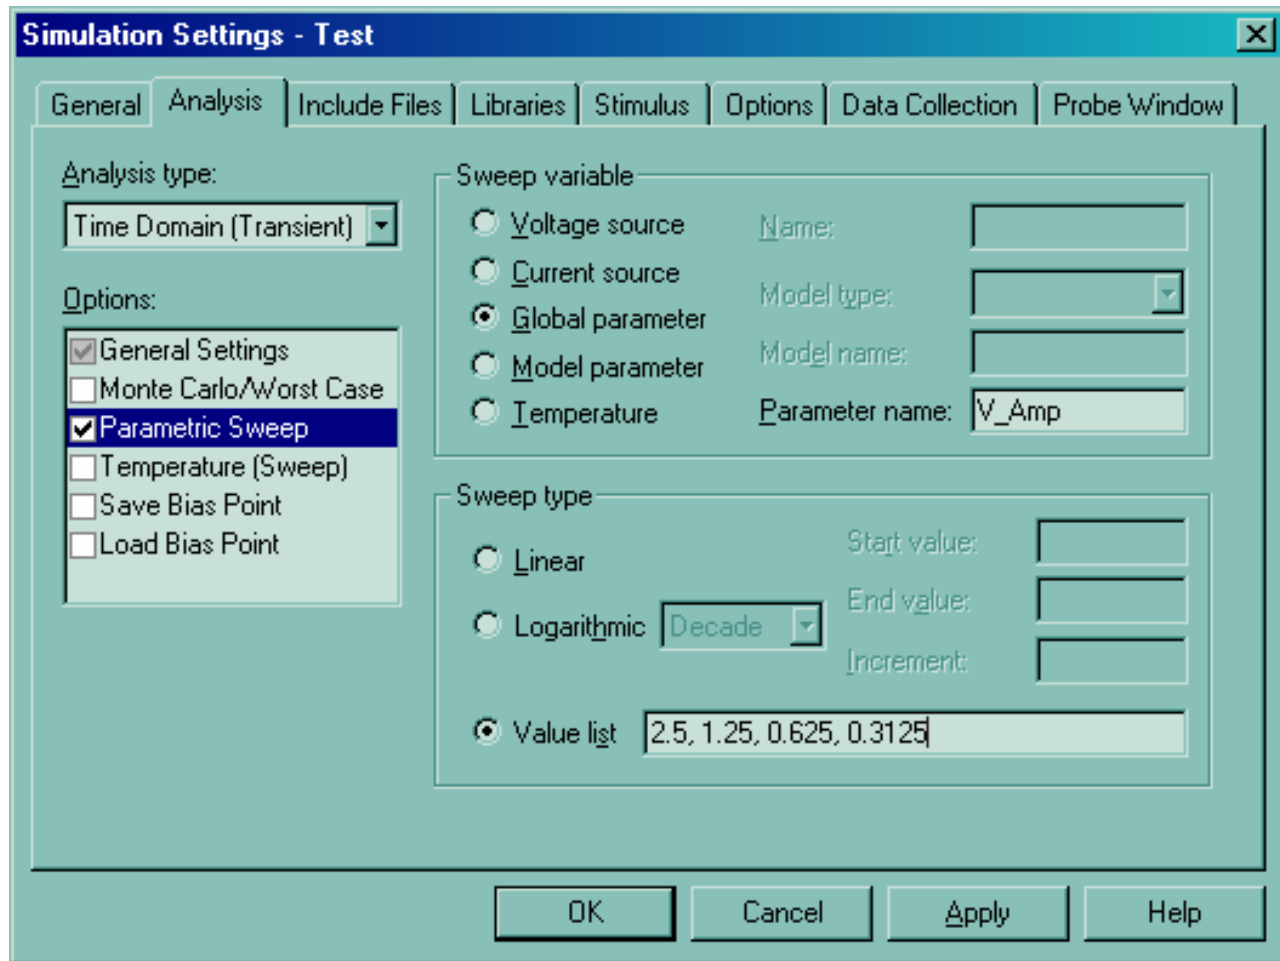 Simulation Settings - Test
General Analysis Include Files Libraries Stimulus Options Data Collection Probe Window
Analysis type:
Time Domain (Transient)
Options:
General Settings
Monte Carlo/Worst Case
Parametric Sweep
Temperature (Sweep)
Save Bias Point
Load Bias Point
Sweep variable
Voltage source
Current source
Global parameter
Model parameter
Temperature
Name:
Model type:
Model name:
Parameter name: V_Amp
Sweep type
Linear
Logarithmic Decade
Start value:
End value:
Increment:
Value list 2.5, 1.25, 0.625, 0.3125
OK Cancel Apply Help